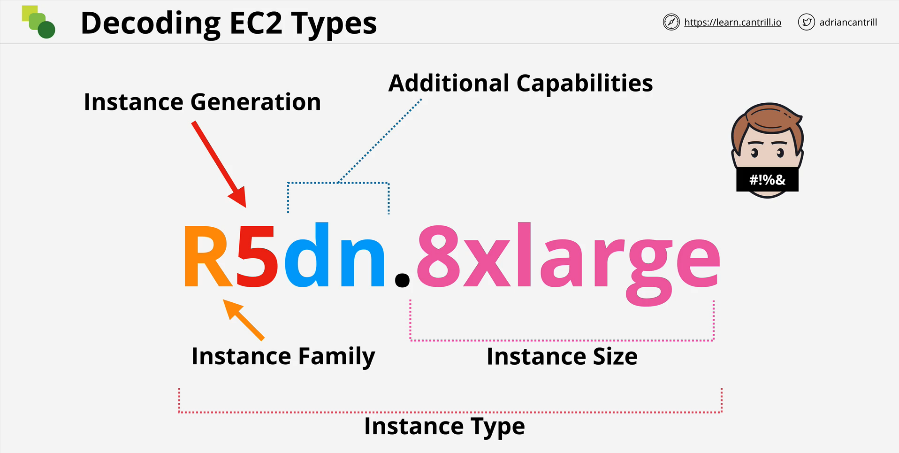 Decoding EC2 Types
https://learn.cantrill.io
adriancantrill
Additional Capabilities
Instance Generation
#!%&
R5dn.8xlarge
Instance Family
Instance Size
Instance Type